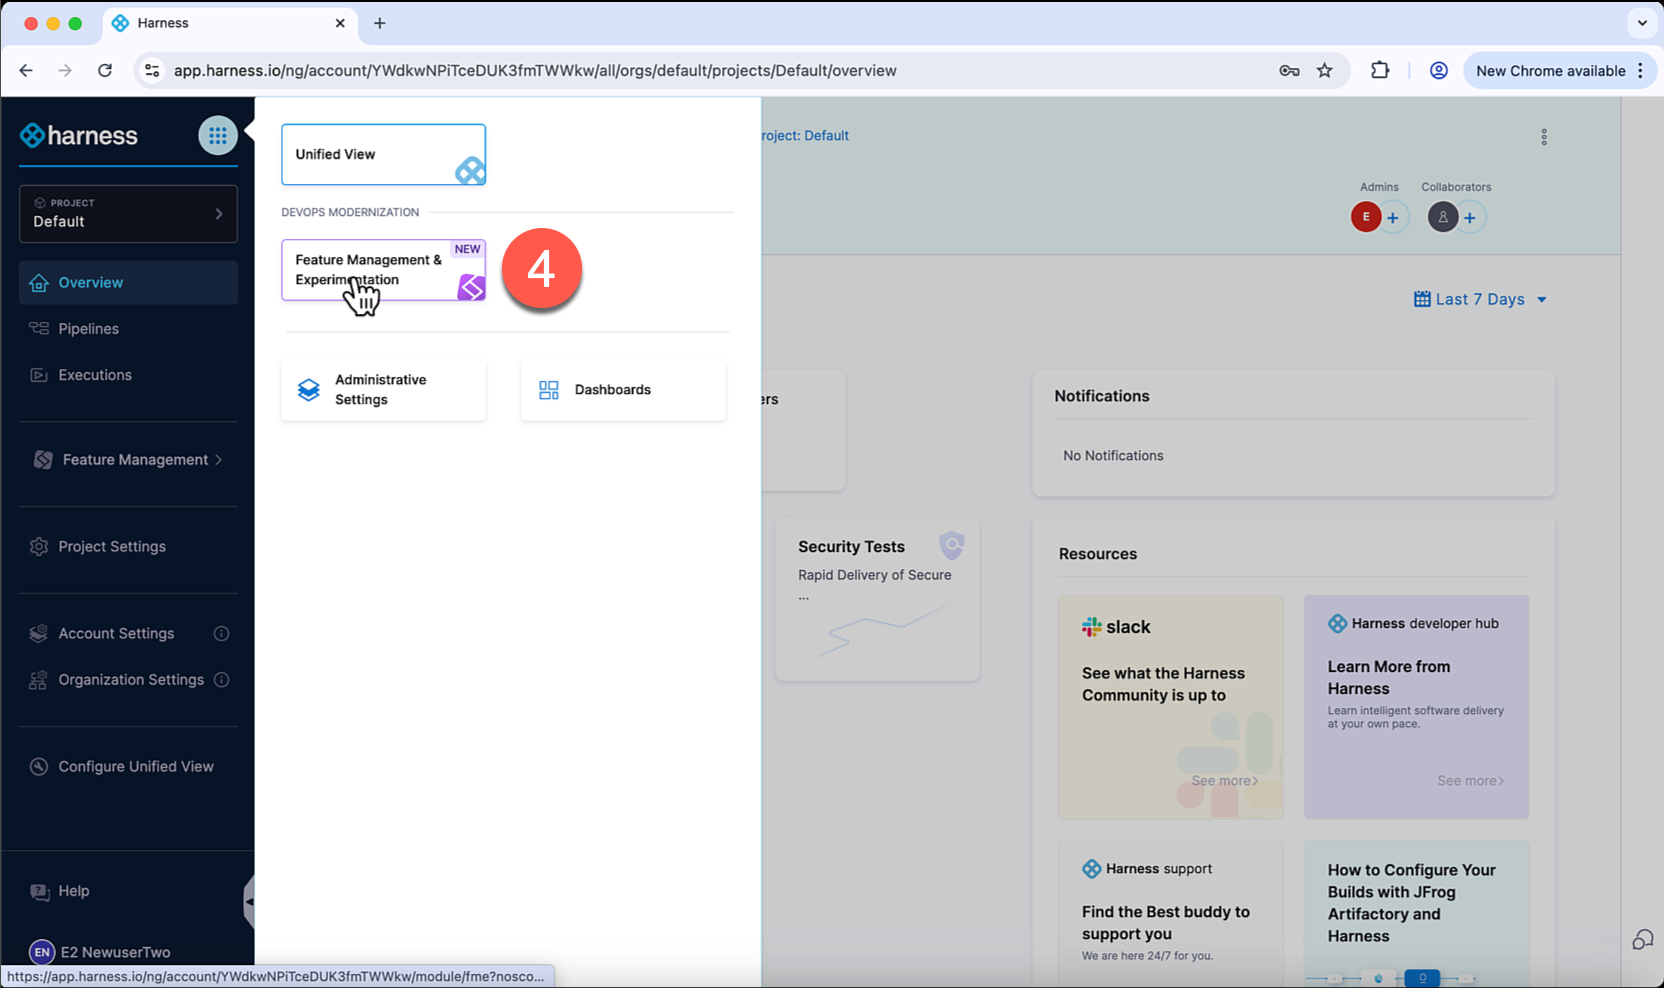 Harness
app.harness.io/ng/account/YWdkwNPiTceDUK3fmTWWkw/all/orgs/default/projects/Default/overview
New Chrome available
harness
PROJECT
Default
Overview
Pipelines
Executions
Feature Management
Project Settings
Account Settings
Organization Settings
Configure Unified View
Help
EN
E2 NewuserTwo
Unified View
DEVOPS MODERNIZATION
NEW
Feature Management &
Experimentation
4
Administrative
Settings
Dashboards
roject: Default
Admins
Collaborators
E
Last 7 Days
ers
Notifications
No Notifications
Security Tests
Rapid Delivery of Secure
...
Resources
slack
See what the Harness
Community is up to
See more>
Harness developer hub
Learn More from
Harness
Learn intelligent software delivery
at your own pace.
See more>
Harness support
Find the Best buddy to
support you
We are here 24/7 for you.
How to Configure Your
Builds with JFrog
Artifactory and
Harness
https://app.harness.io/ng/account/YWdkwNPiTceDUK3fmTWWkw/module/fme?nosco...